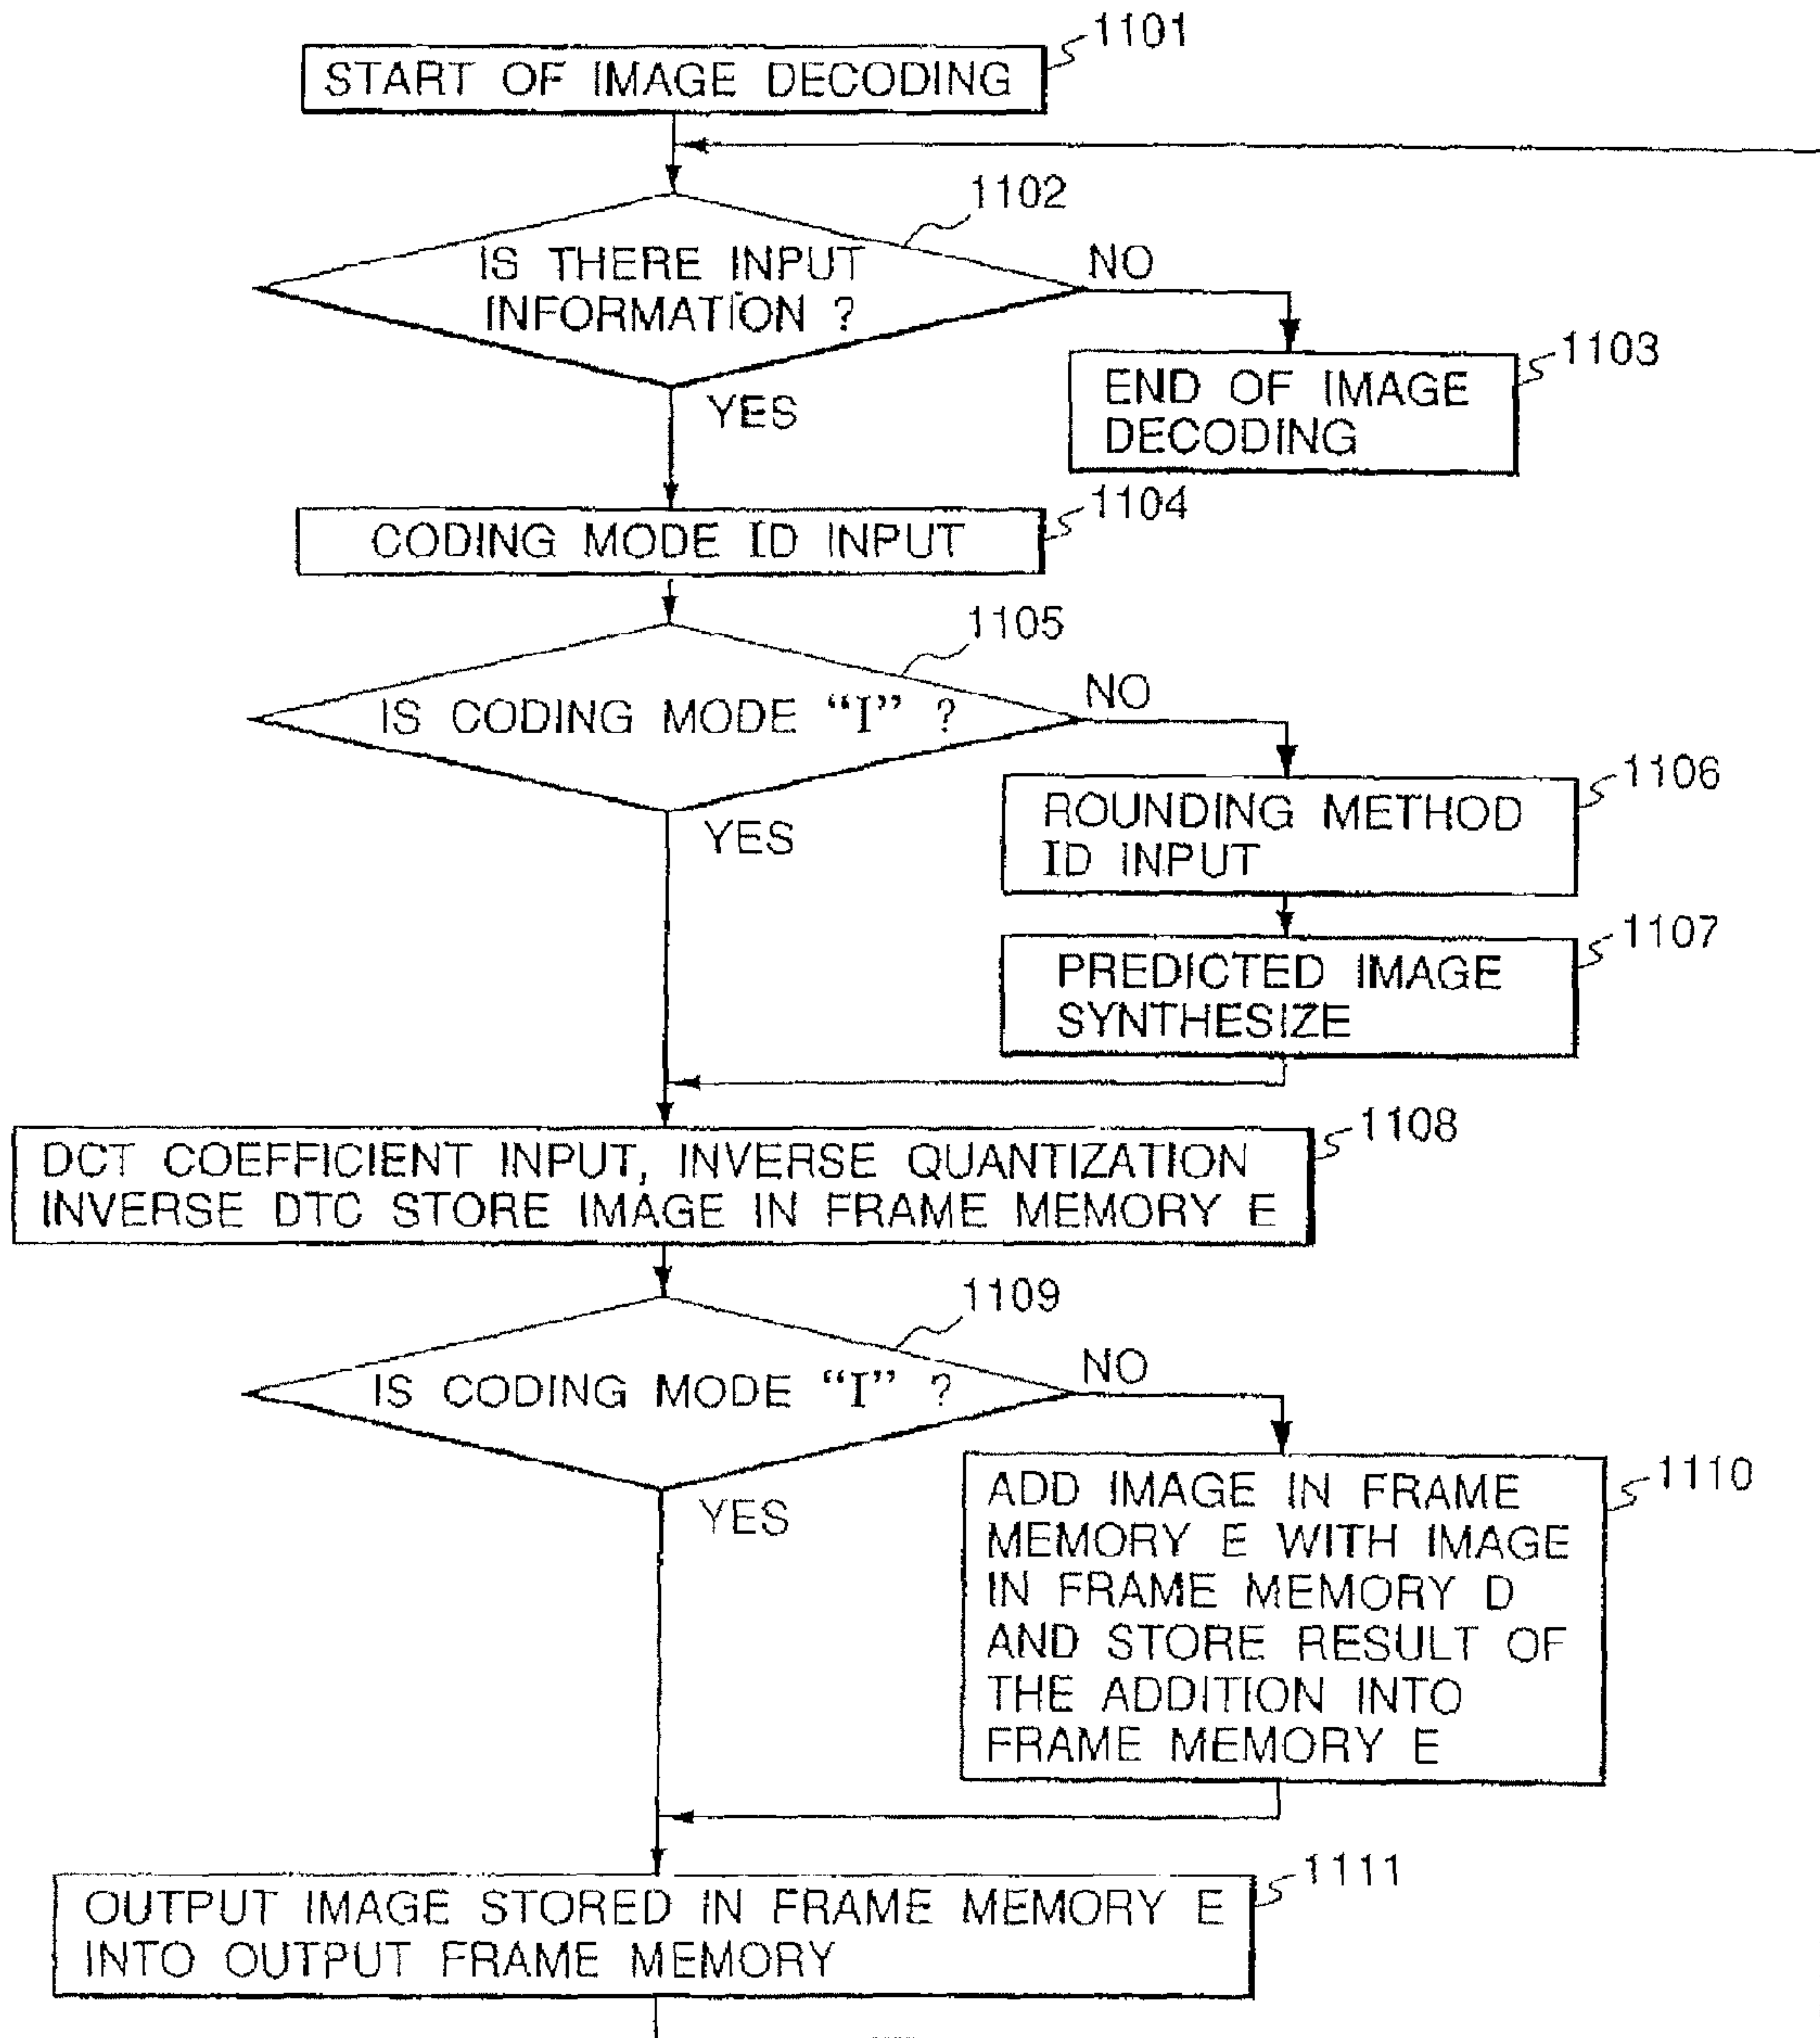 1101
START OF IMAGE DECODING
1102
IS THERE INPUT
INFORMATION ?
NO
1103
END OF IMAGE
DECODING
YES
1104
CODING MODE ID INPUT
1105
IS CODING MODE “I” ?
NO
1106
ROUNDING METHOD
ID INPUT
YES
1107
PREDICTED IMAGE
SYNTHESIZE
1108
DCT COEFFICIENT INPUT, INVERSE QUANTIZATION
INVERSE DTC STORE IMAGE IN FRAME MEMORY E
1109
IS CODING MODE “I” ?
NO
1110
YES
ADD IMAGE IN FRAME
MEMORY E WITH IMAGE
IN FRAME MEMORY D
AND STORE RESULT OF
THE ADDITION INTO
FRAME MEMORY E
1111
OUTPUT IMAGE STORED IN FRAME MEMORY E
INTO OUTPUT FRAME MEMORY